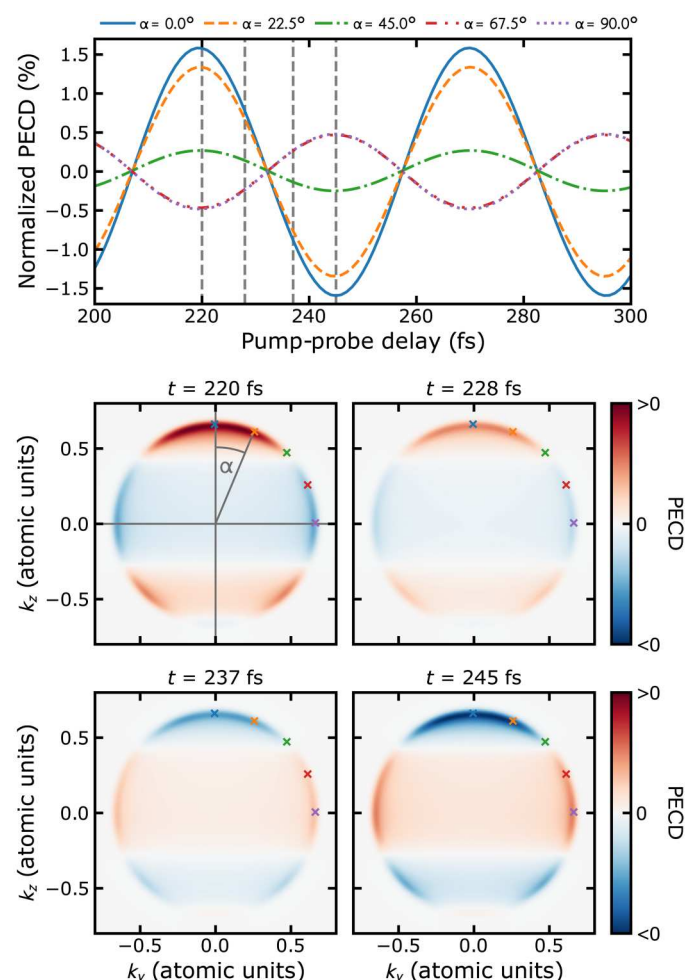 α = 0.0° α = 22.5° α = 45.0° α = 67.5° α = 90.0°
Normalized PECD (%)
1.5
1.0
0.5
0.0
−0.5
−1.0
−1.5
200 220 240 260 280 300
Pump-probe delay (fs)
t = 220 fs t = 228 fs
k_z (atomic units)
0.5
0.0
−0.5
α
>0
0
<0
PECD
t = 237 fs t = 245 fs
k_z (atomic units)
0.5
0.0
−0.5
>0
0
<0
PECD
−0.5 0.0 0.5 −0.5 0.0 0.5
k_y (atomic units) k_y (atomic units)